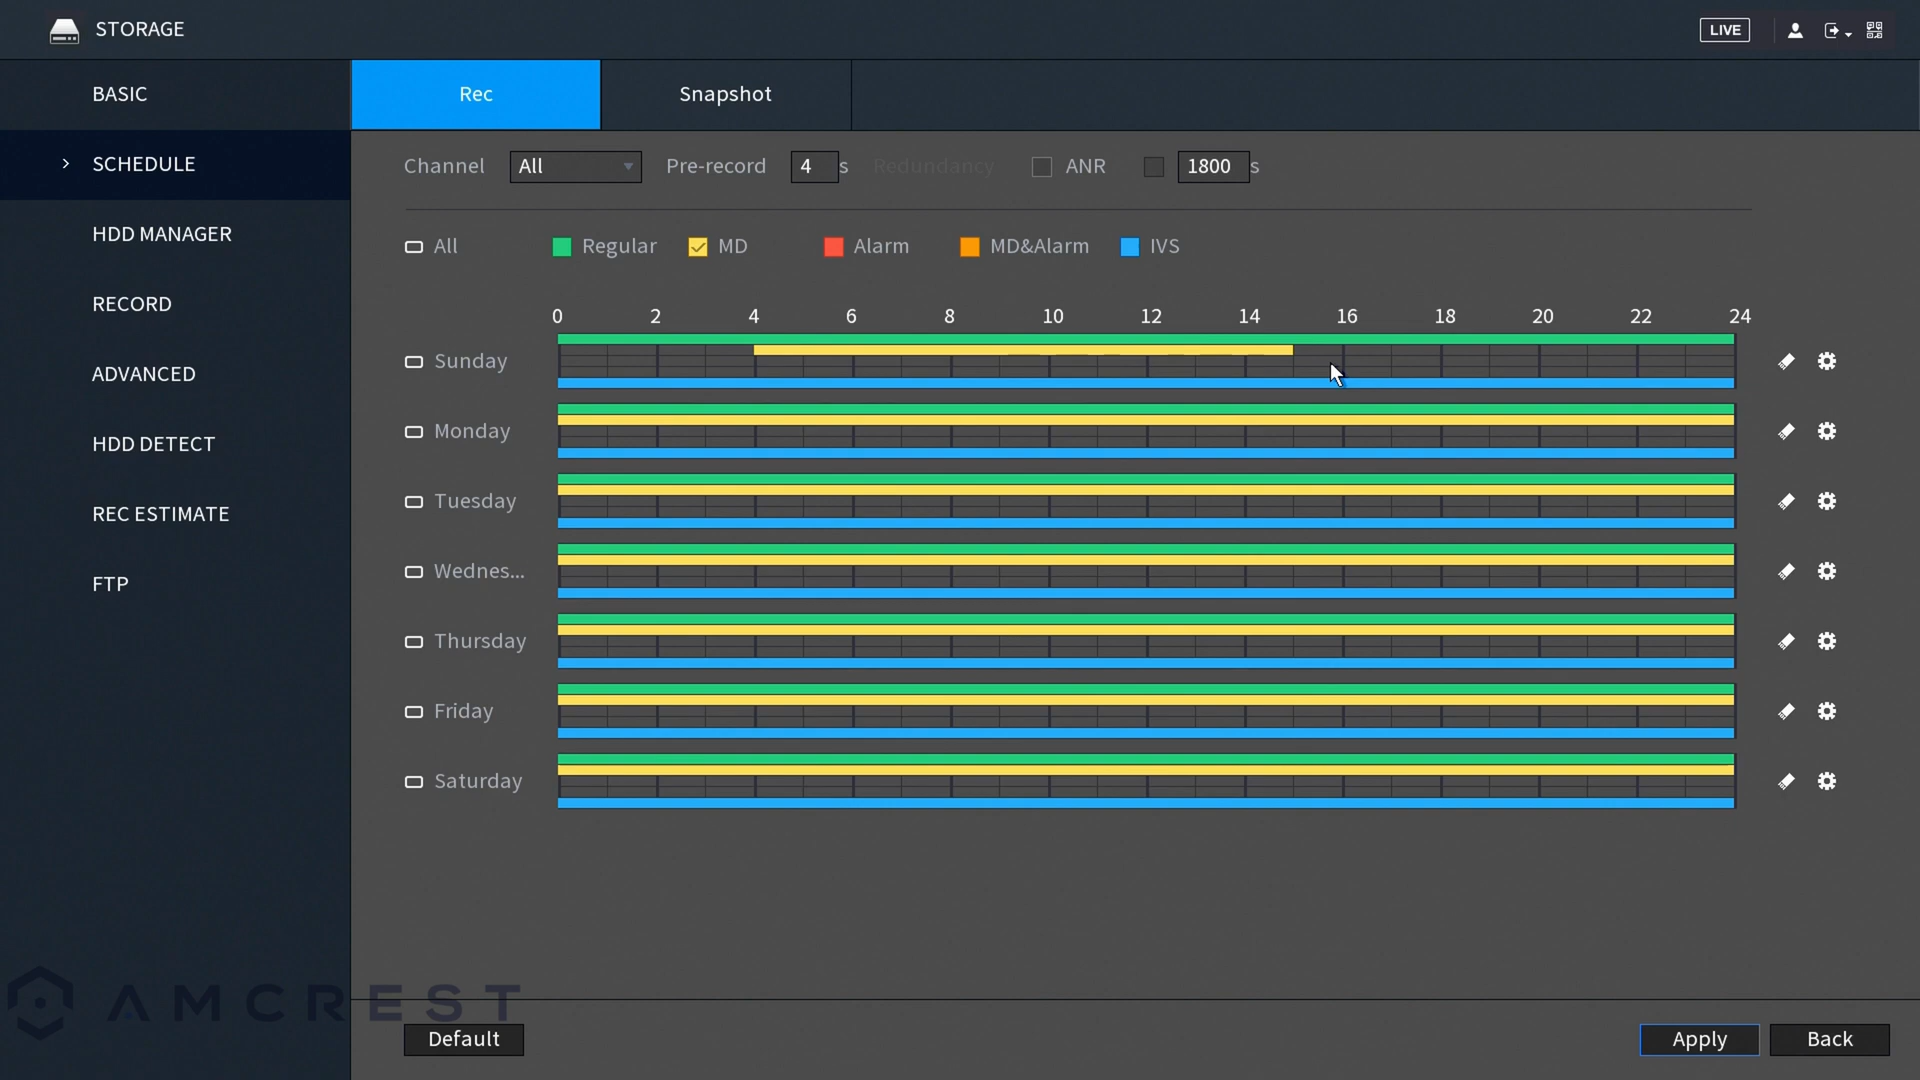 STORAGE
LIVE
BASIC
Rec
Snapshot
SCHEDULE
Channel All Pre-record 4 s Redundancy ANR 1800 s
HDD MANAGER
All Regular MD Alarm MD&Alarm IVS
RECORD
0 2 4 6 8 10 12 14 16 18 20 22 24
Sunday
ADVANCED
Monday
HDD DETECT
Tuesday
REC ESTIMATE
Wednes...
FTP
Thursday
Friday
Saturday
AMCREST
Default
Apply
Back